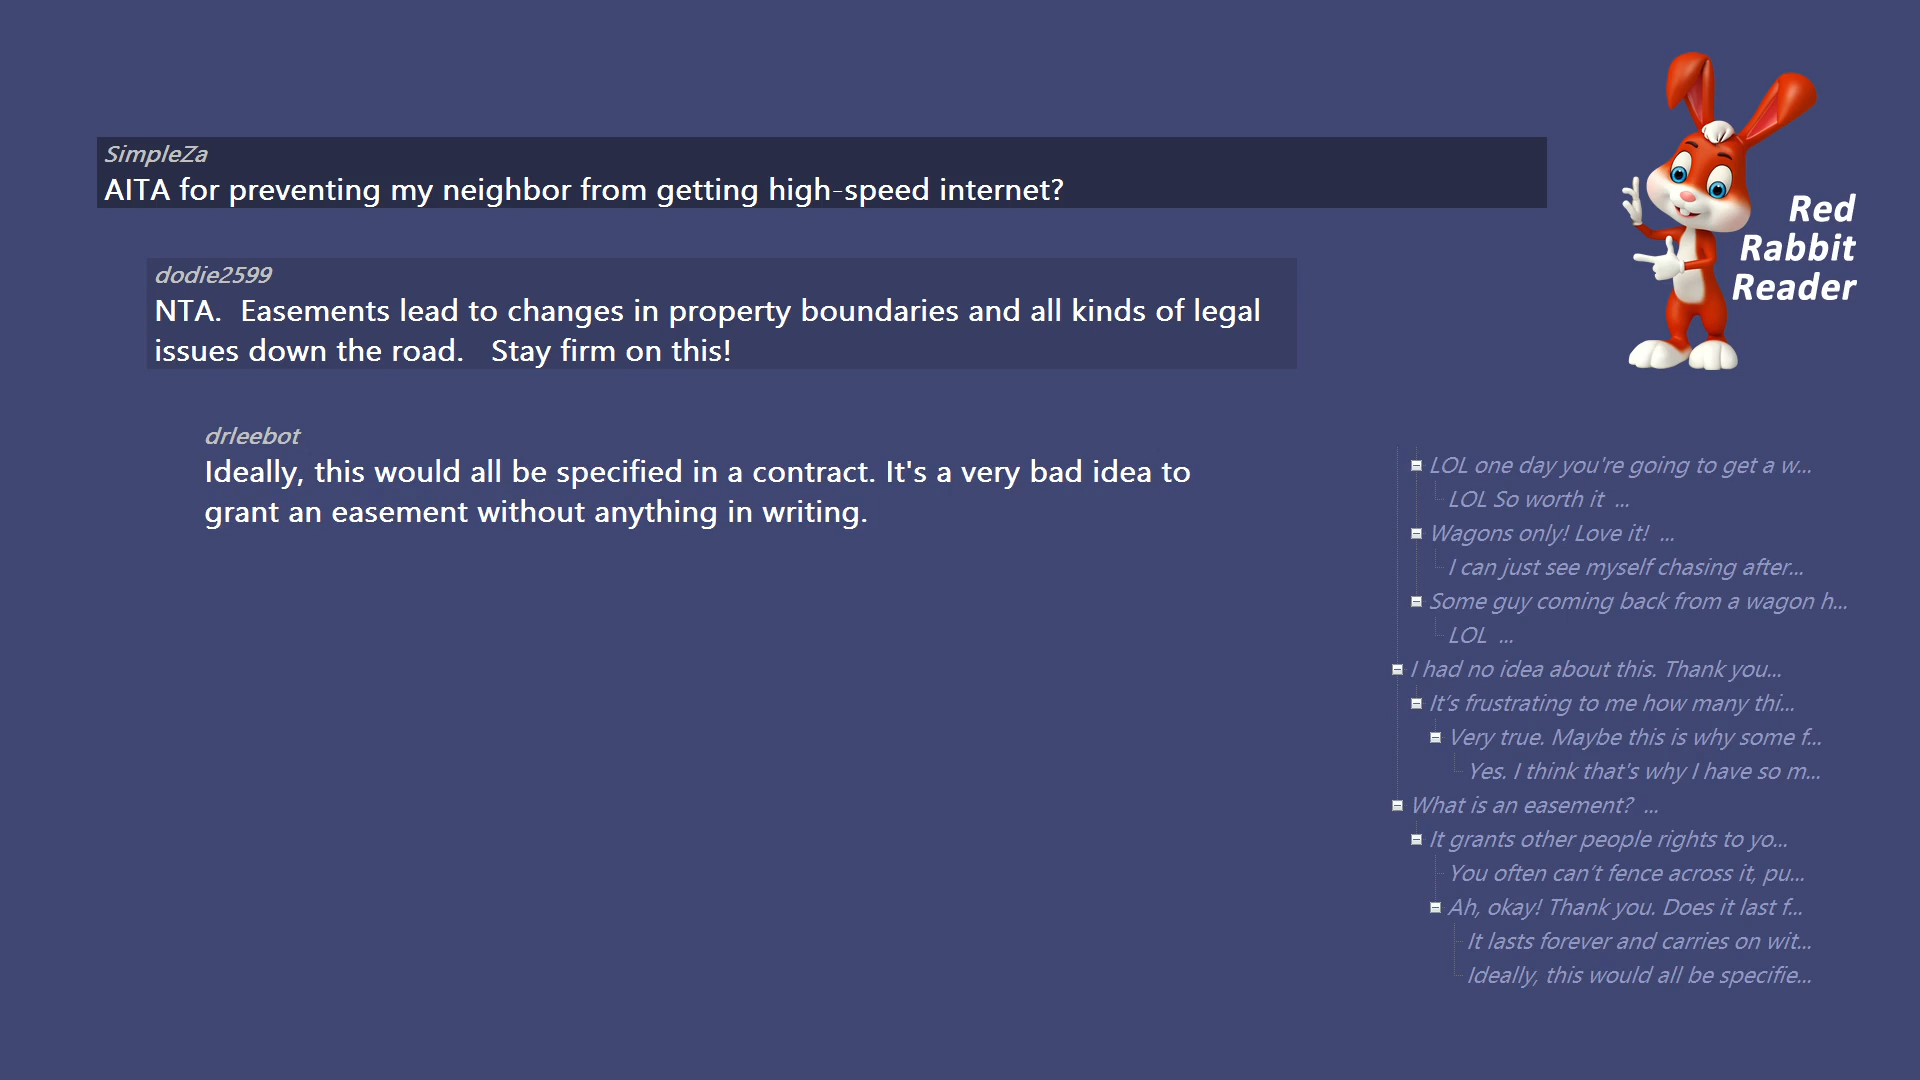 SimpleZa
AITA for preventing my neighbor from getting high-speed internet?
dodie2599
NTA.  Easements lead to changes in property boundaries and all kinds of legal
issues down the road.   Stay firm on this!
drleebot
Ideally, this would all be specified in a contract. It's a very bad idea to
grant an easement without anything in writing.
Red
Rabbit
Reader
LOL one day you're going to get a w...
LOL So worth it  ...
Wagons only! Love it!  ...
I can just see myself chasing after...
Some guy coming back from a wagon h...
LOL  ...
I had no idea about this. Thank you...
It’s frustrating to me how many thi...
Very true. Maybe this is why some f...
Yes. I think that's why I have so m...
What is an easement?  ...
It grants other people rights to yo...
You often can’t fence across it, pu...
Ah, okay! Thank you. Does it last f...
It lasts forever and carries on wit...
Ideally, this would all be specifie...